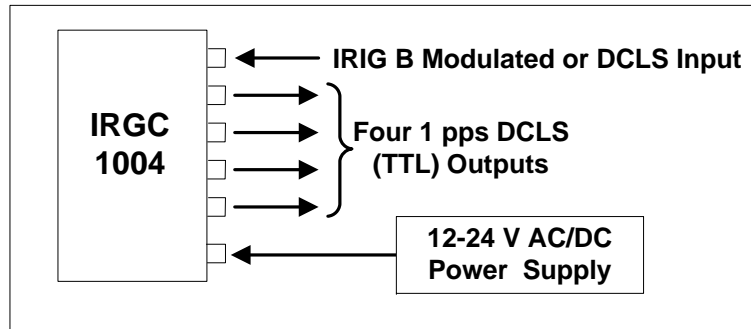 IRGC
1004
IRIG B Modulated or DCLS Input
Four 1 pps DCLS
(TTL) Outputs
12-24 V AC/DC
Power Supply